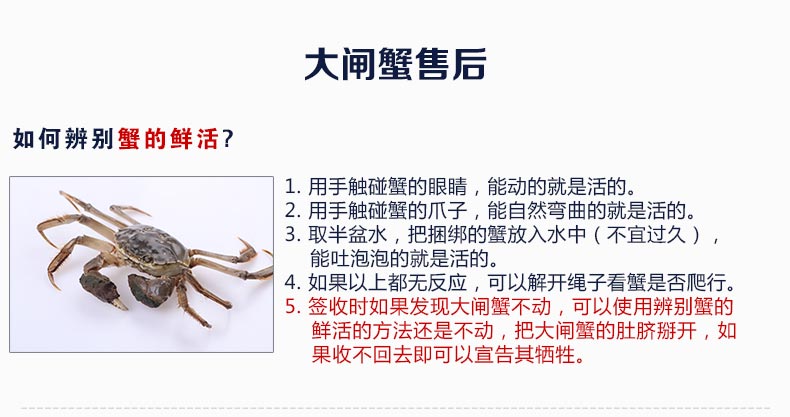 大闸蟹售后
如何辨别蟹的鲜活?
1. 用手触碰蟹的眼睛，能动的就是活的。
2. 用手触碰蟹的爪子，能自然弯曲的就是活的。
3. 取半盆水，把捆绑的蟹放入水中（不宜过久），
能吐泡泡的就是活的。
4. 如果以上都无反应，可以解开绳子看蟹是否爬行。
5. 签收时如果发现大闸蟹不动，可以使用辨别蟹的
鲜活的方法还是不动，把大闸蟹的肚脐掰开，如
果收不回去即可以宣告其牺牲。